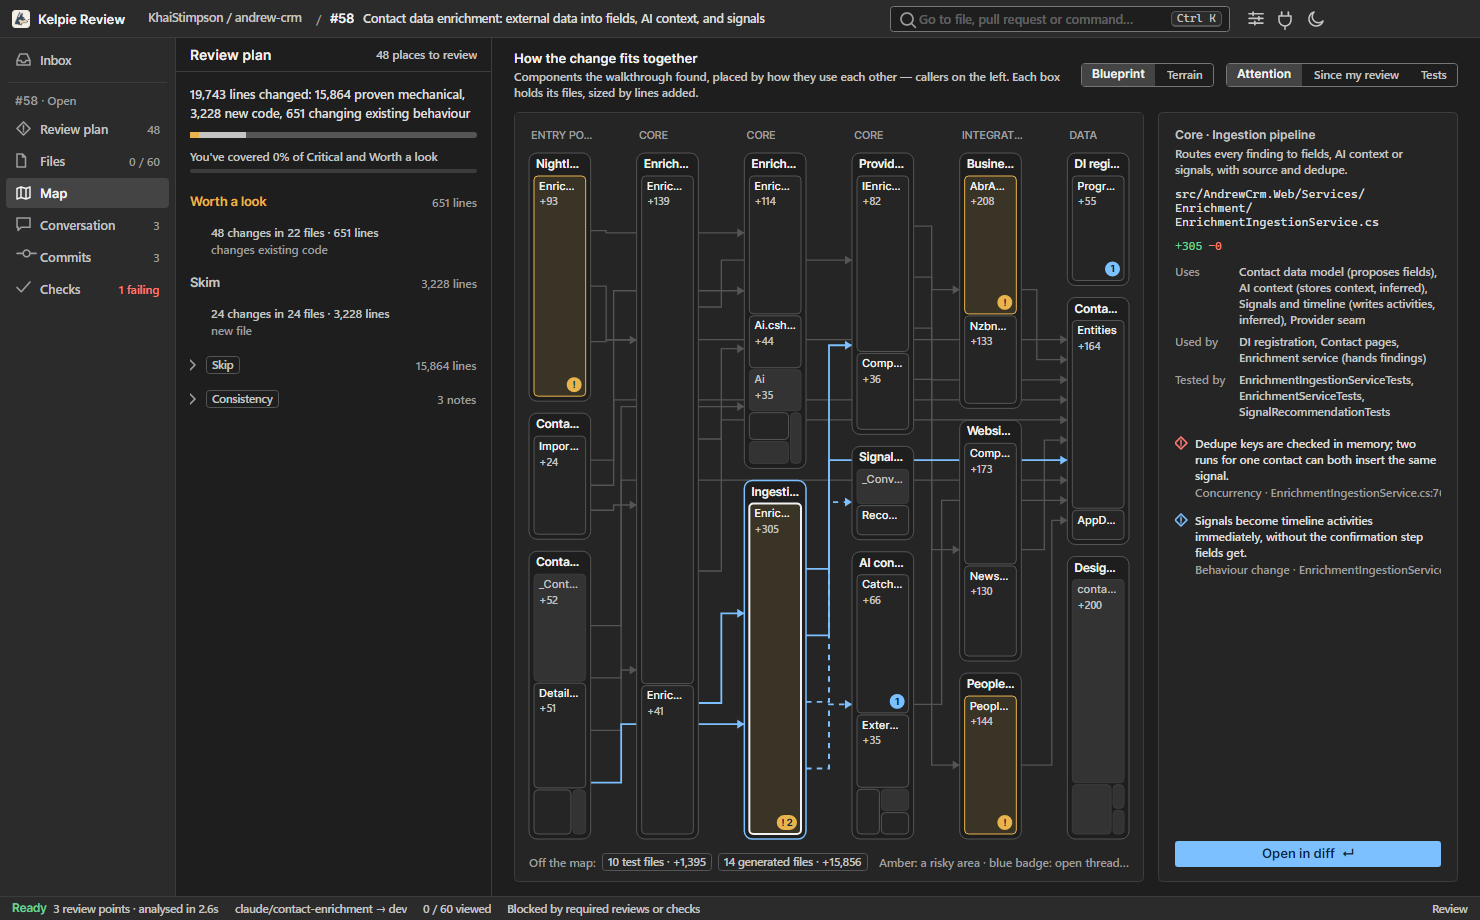 Kelpie Review
KhaiStimpson / andrew-crm / #58 Contact data enrichment: external data into fields, AI context, and signals
Go to file, pull request or command...
Ctrl K
Inbox
#58 · Open
Review plan 48
Files 0 / 60
Map
Conversation 3
Commits 3
Checks 1 failing
Review plan 48 places to review
19,743 lines changed: 15,864 proven mechanical,
3,228 new code, 651 changing existing behaviour
You've covered 0% of Critical and Worth a look
Worth a look 651 lines
48 changes in 22 files · 651 lines
changes existing code
Skim 3,228 lines
24 changes in 24 files · 3,228 lines
new file
Skip 15,864 lines
Consistency 3 notes
How the change fits together
Components the walkthrough found, placed by how they use each other — callers on the left. Each box
holds its files, sized by lines added.
Blueprint Terrain
Attention Since my review Tests
ENTRY PO...
Nightl...
Enric...
+93
!
Conta...
Impor...
+24
Conta...
_Cont...
+52
Detail...
+51
CORE
Enrich...
Enric...
+139
Enric...
+41
CORE
Enrich...
Enric...
+114
Ai.csh...
+44
Ai
+35
Ingesti...
Enric...
+305
! 2
CORE
Provid...
IEnric...
+82
Comp...
+36
Signal...
_Conv...
Reco...
AI con...
Catch...
+66
1
Exter...
+35
INTEGRAT...
Busine...
AbrA...
+208
!
Nzbn...
+133
Websi...
Comp...
+173
News...
+130
People...
Peopl...
+144
!
DATA
DI regi...
Progr...
+55
1
Conta...
Entities
+164
AppD...
Desig...
conta...
+200
Off the map: 10 test files · +1,395 14 generated files · +15,856 Amber: a risky area · blue badge: open thread...
Core · Ingestion pipeline
Routes every finding to fields, AI context or
signals, with source and dedupe.
src/AndrewCrm.Web/Services/
Enrichment/
EnrichmentIngestionService.cs
+305 −0
Uses Contact data model (proposes fields),
AI context (stores context, inferred),
Signals and timeline (writes activities,
inferred), Provider seam
Used by DI registration, Contact pages,
Enrichment service (hands findings)
Tested by EnrichmentIngestionServiceTests,
EnrichmentServiceTests,
SignalRecommendationTests
Dedupe keys are checked in memory; two
runs for one contact can both insert the same
signal.
Concurrency · EnrichmentIngestionService.cs:7
Signals become timeline activities
immediately, without the confirmation step
fields get.
Behaviour change · EnrichmentIngestionService
Open in diff
Ready 3 review points · analysed in 2.6s claude/contact-enrichment → dev 0 / 60 viewed Blocked by required reviews or checks Review